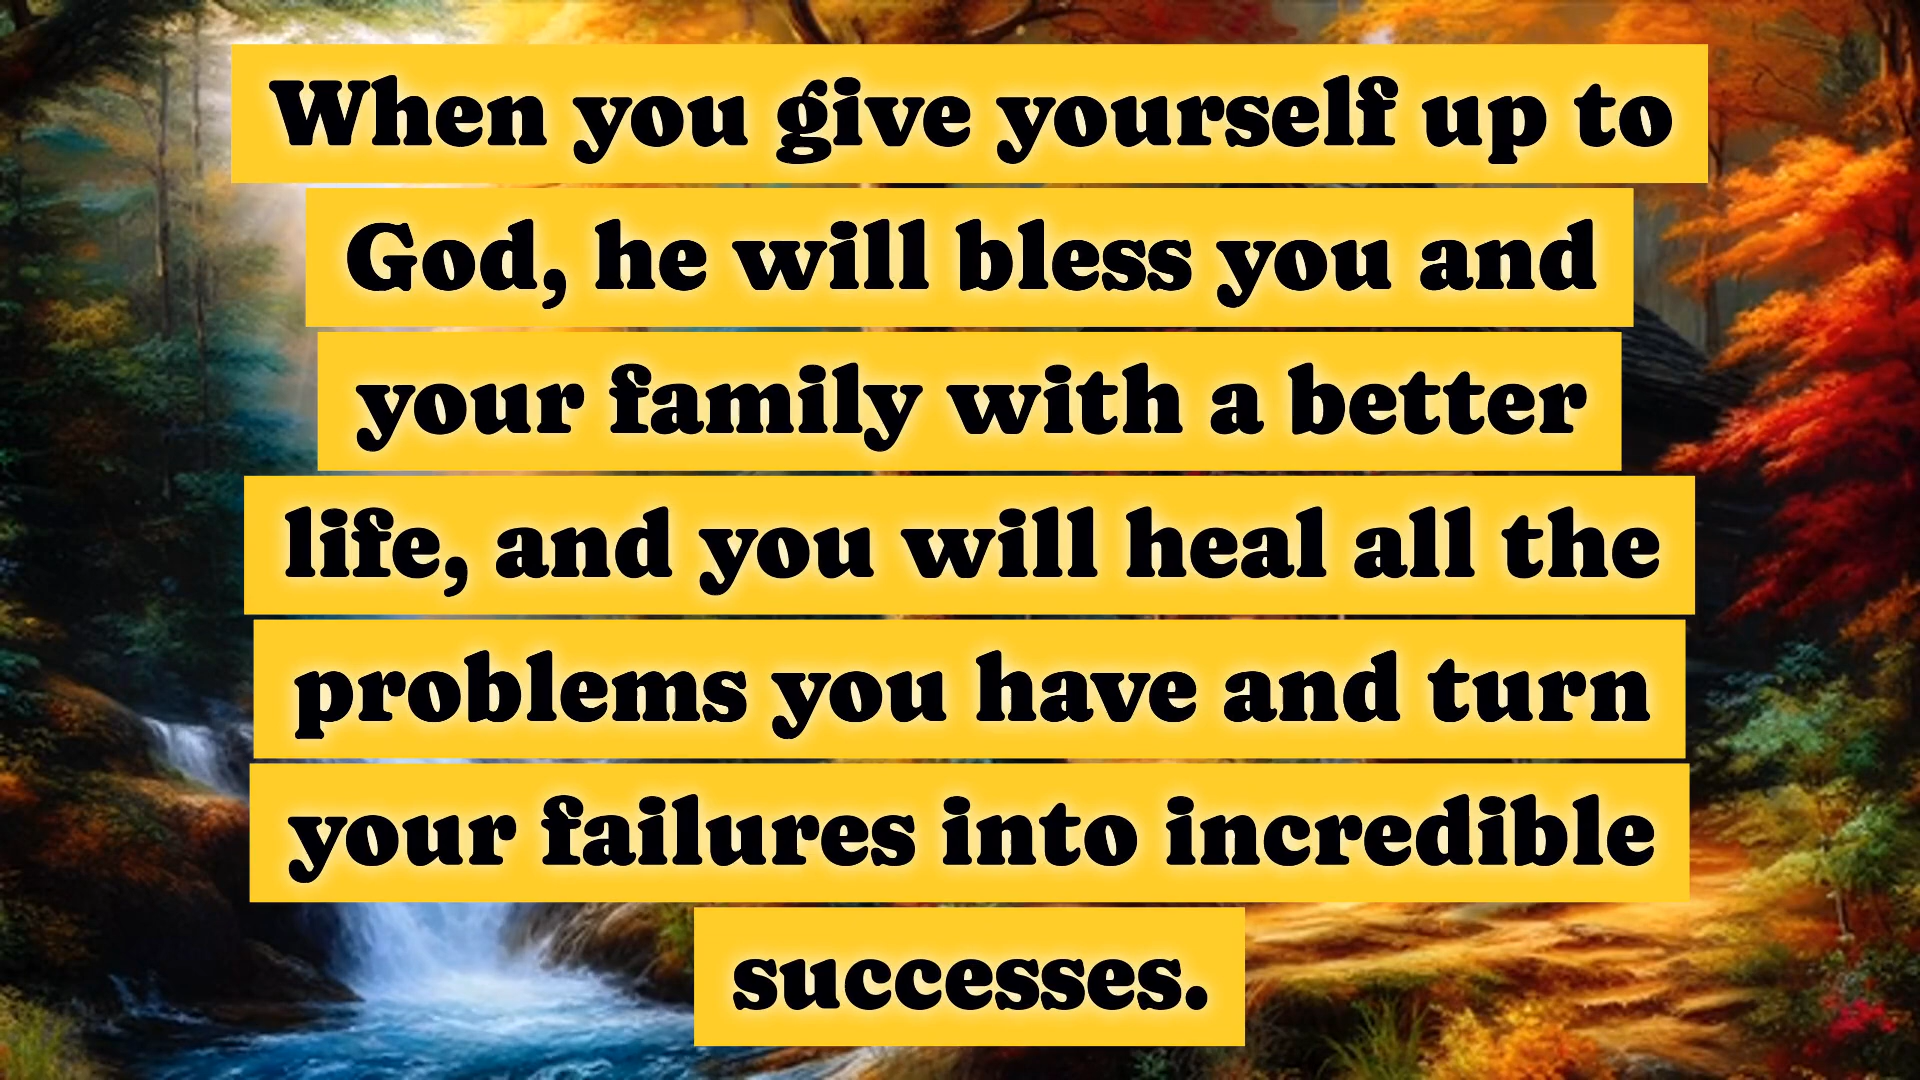 When you give yourself up to
God, he will bless you and
your family with a better
life, and you will heal all the
problems you have and turn
your failures into incredible
successes.